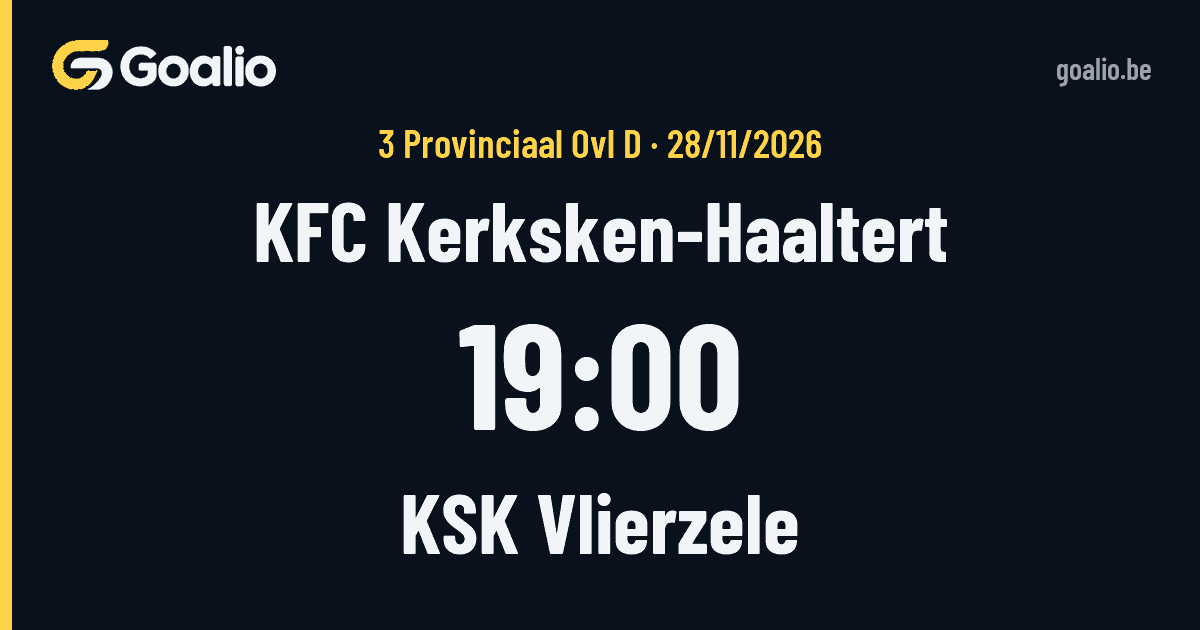 Goalio
goalio.be
3 Provinciaal Ovl D · 28/11/2026
KFC Kerksken-Haaltert
19:00
KSK Vlierzele